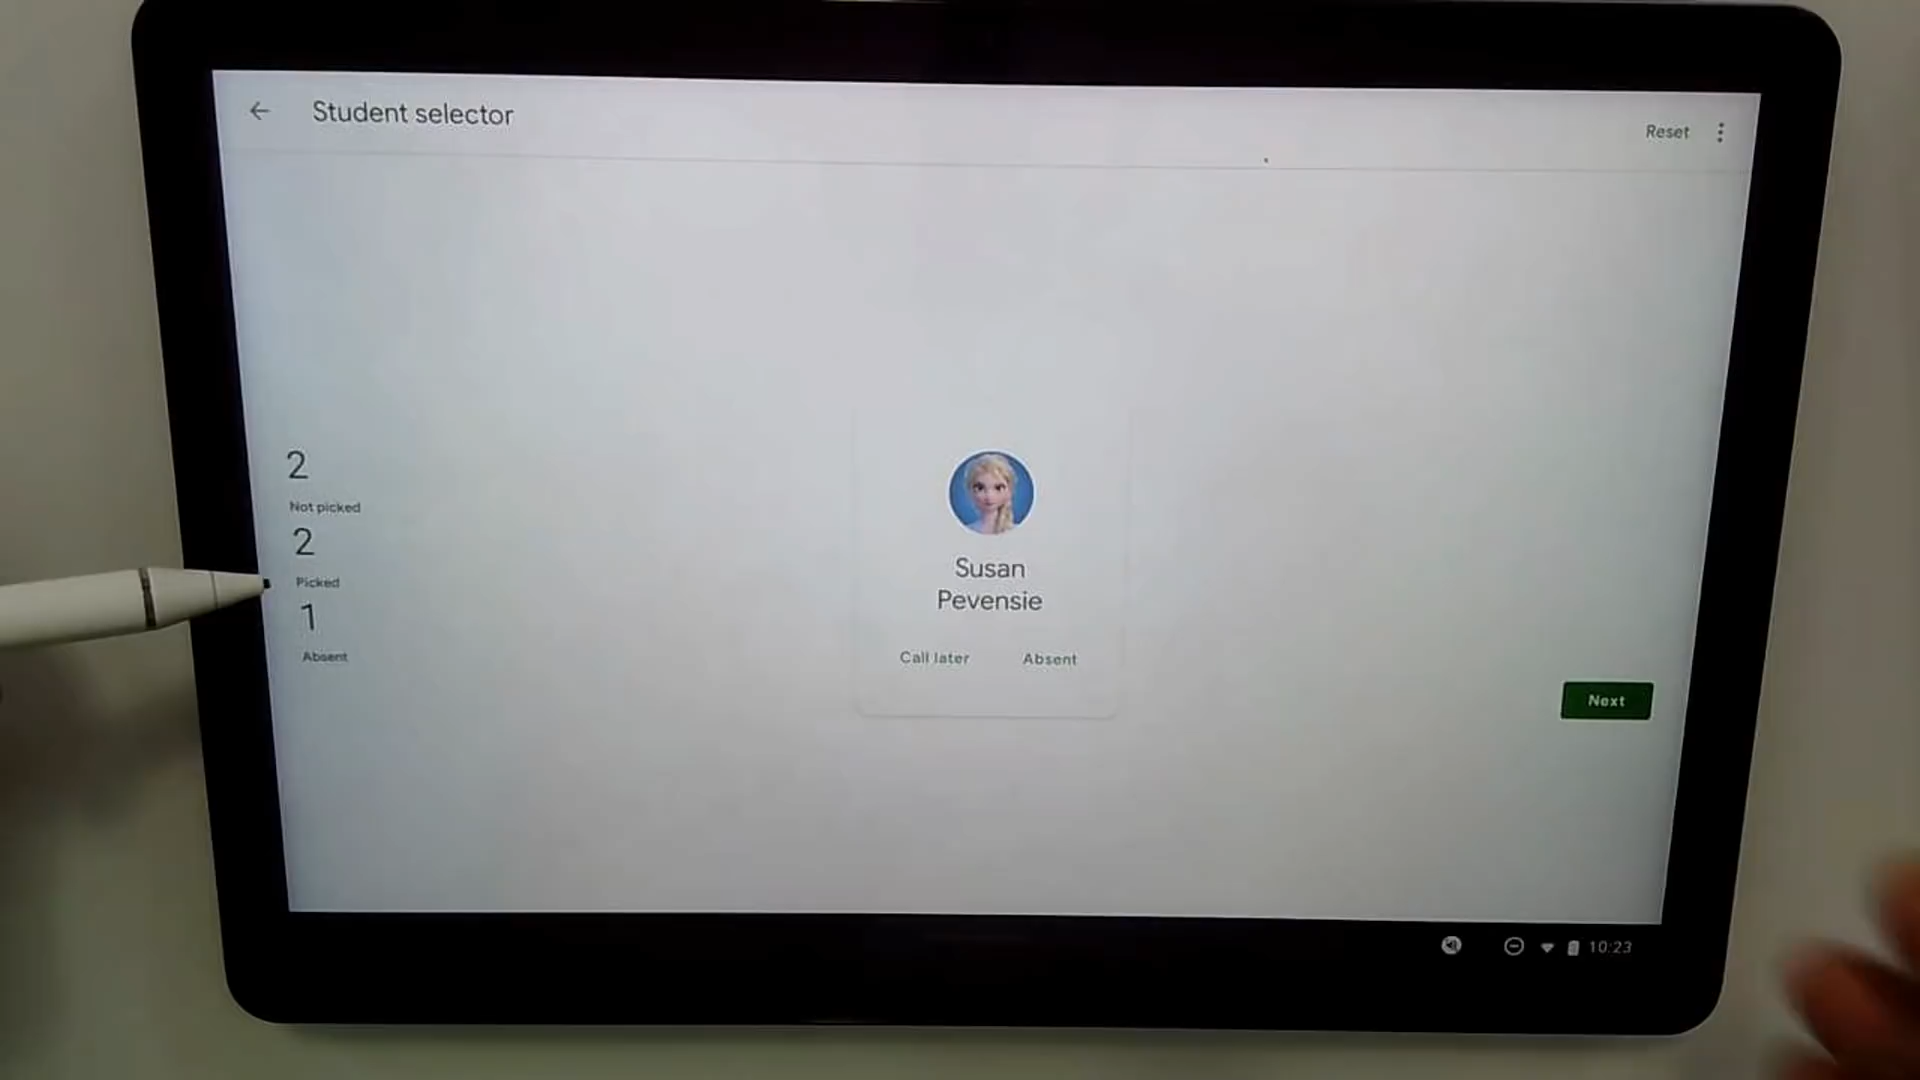 Student selector
Reset
2
Not picked
2
Picked
1
Absent
Susan
Pevensie
Call later
Absent
Next
10:23